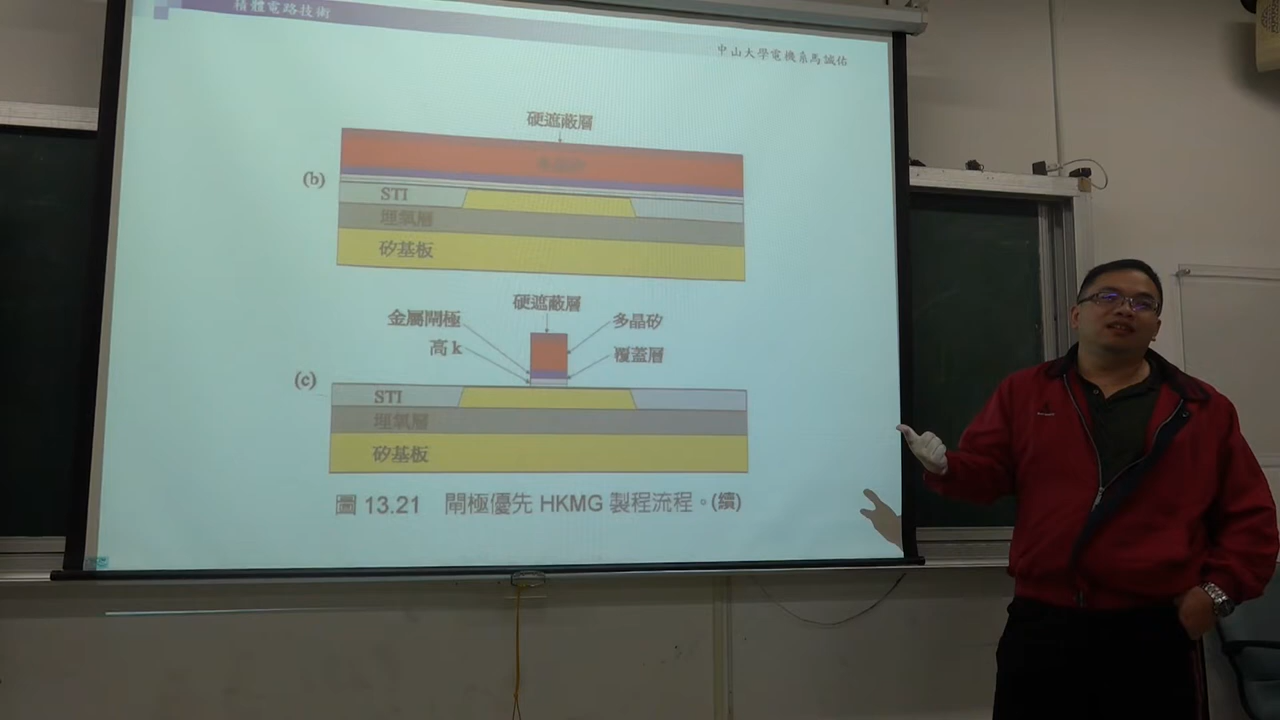 積體電路技術
中山大學電機系馬誠佑
硬遮蔽層
(b)
STI
埋氧層
矽基板
硬遮蔽層
金屬閘極
多晶矽
高 k
覆蓋層
(c)
STI
埋氧層
矽基板
圖 13.21 閘極優先 HKMG 製程流程。(續)